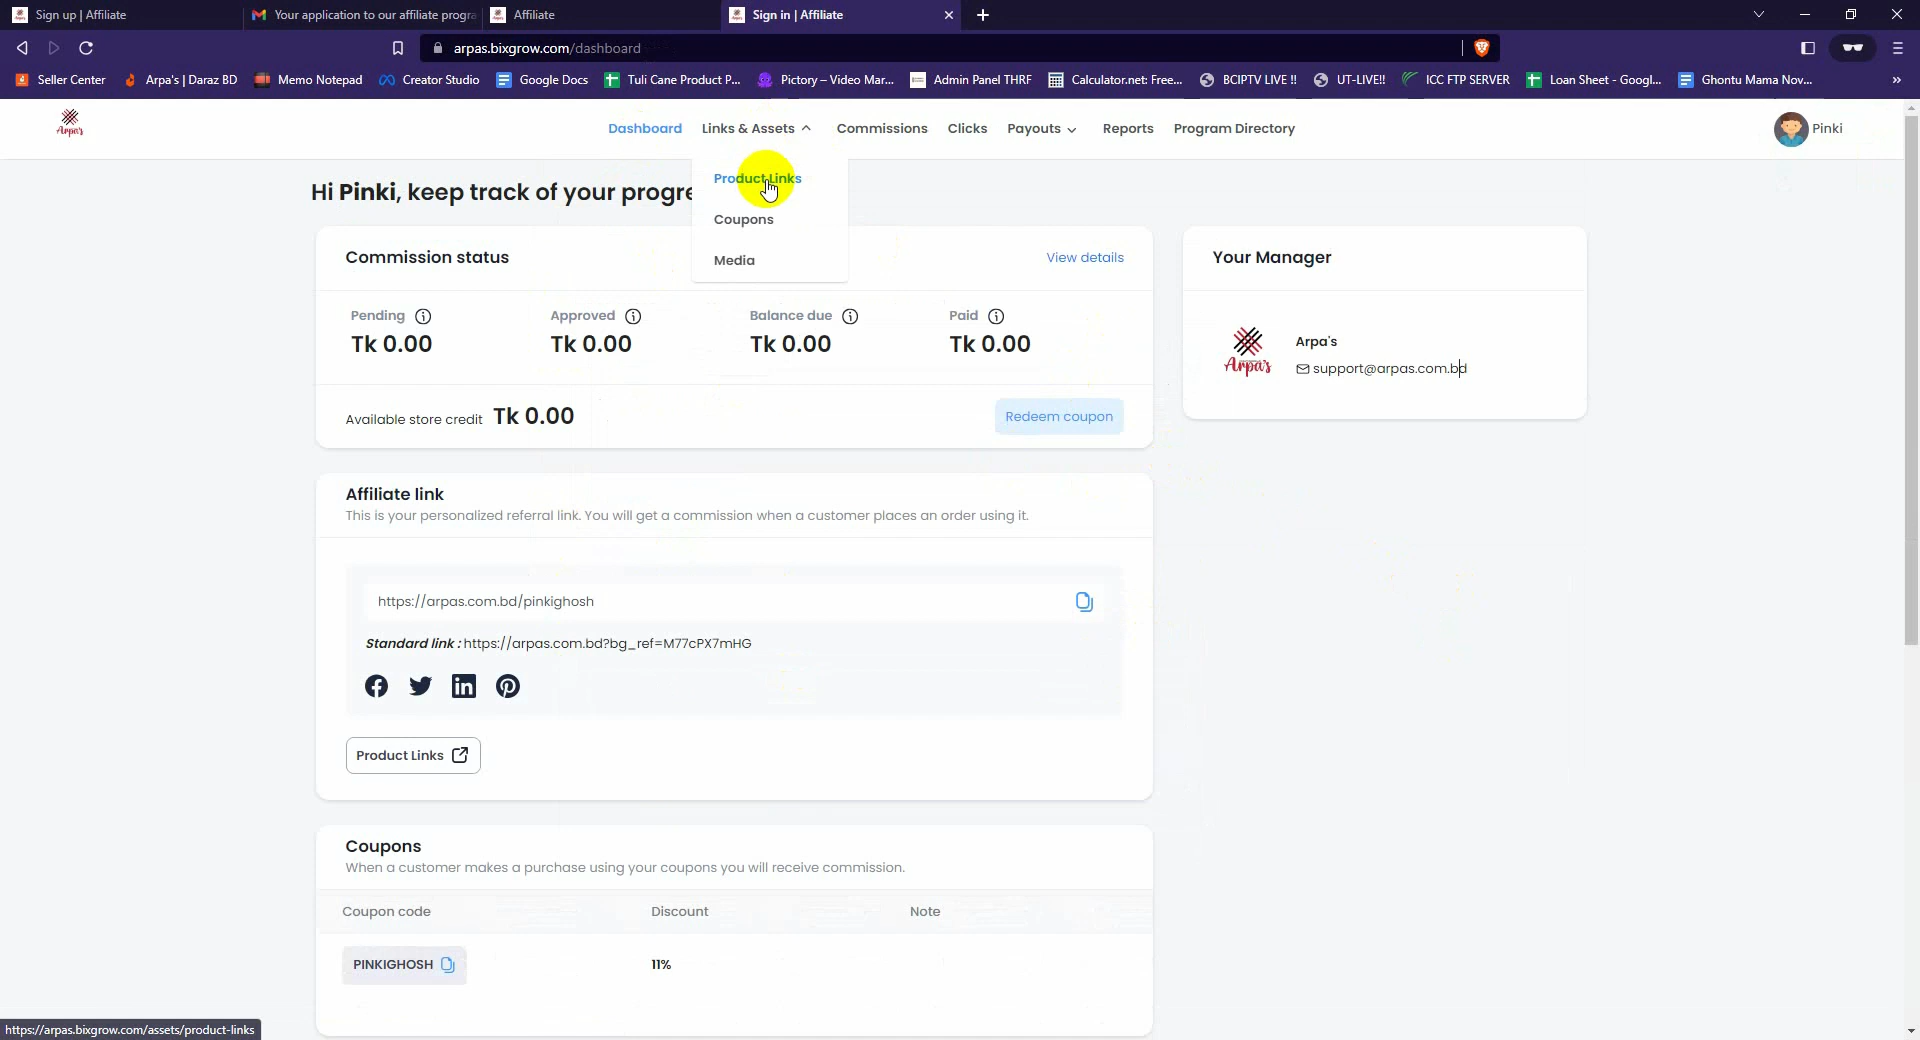 Sign up | Affiliate
Your application to our affiliate progra
Affiliate
Sign in | Affiliate
arpas.bixgrow.com/dashboard
Seller Center
Arpa's | Daraz BD
Memo Notepad
Creator Studio
Google Docs
Tuli Cane Product P...
Pictory – Video Mar...
Admin Panel THRF
Calculator.net: Free...
BCIPTV LIVE !!
UT-LIVE!!
ICC FTP SERVER
Loan Sheet - Googl...
Ghontu Mama Nov...
Arpa's
Dashboard
Links & Assets
Commissions
Clicks
Payouts
Reports
Program Directory
Pinki
Product Links
Coupons
Media
Hi Pinki, keep track of your progre
Commission status
View details
Pending
Approved
Balance due
Paid
Tk 0.00
Tk 0.00
Tk 0.00
Tk 0.00
Available store credit Tk 0.00
Redeem coupon
Your Manager
Arpa's
Arpa's
support@arpas.com.bd
Affiliate link
This is your personalized referral link. You will get a commission when a customer places an order using it.
https://arpas.com.bd/pinkighosh
Standard link : https://arpas.com.bd?bg_ref=M77cPX7mHG
Product Links
Coupons
When a customer makes a purchase using your coupons you will receive commission.
Coupon code
Discount
Note
PINKIGHOSH
11%
https://arpas.bixgrow.com/assets/product-links